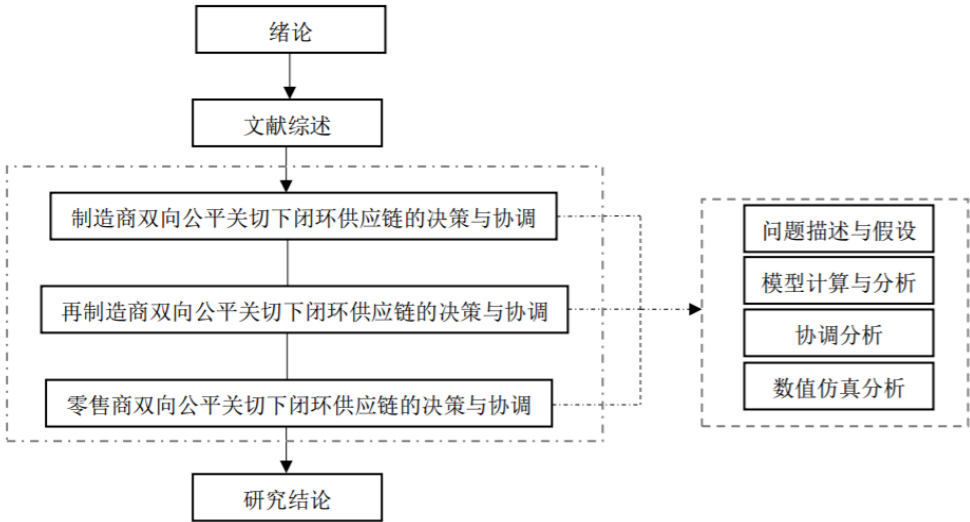 绪论
文献综述
制造商双向公平关切下闭环供应链的决策与协调
再制造商双向公平关切下闭环供应链的决策与协调
零售商双向公平关切下闭环供应链的决策与协调
研究结论
问题描述与假设
模型计算与分析
协调分析
数值仿真分析